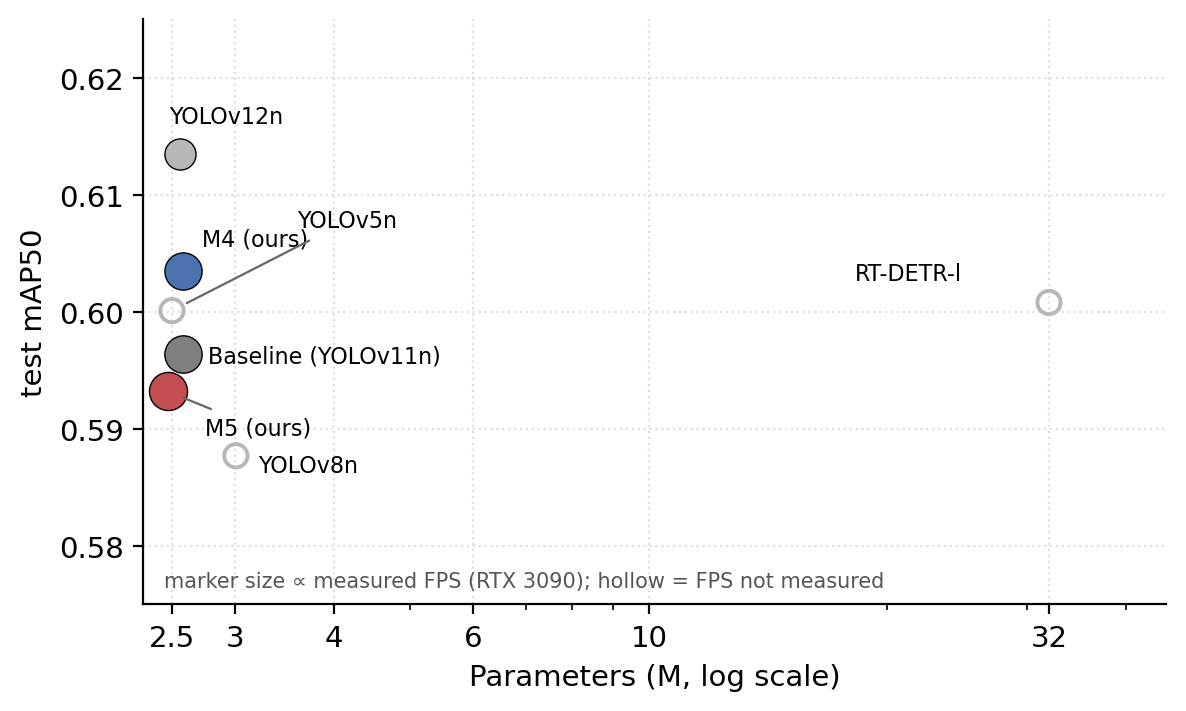 0.62
YOLOv12n
0.61
YOLOv5n
M4 (ours)
RT-DETR-l
0.60
Baseline (YOLOv11n)
test mAP50
0.59
M5 (ours)
YOLOv8n
0.58
marker size ∝ measured FPS (RTX 3090); hollow = FPS not measured
2.5 3 4 6 10 32
Parameters (M, log scale)